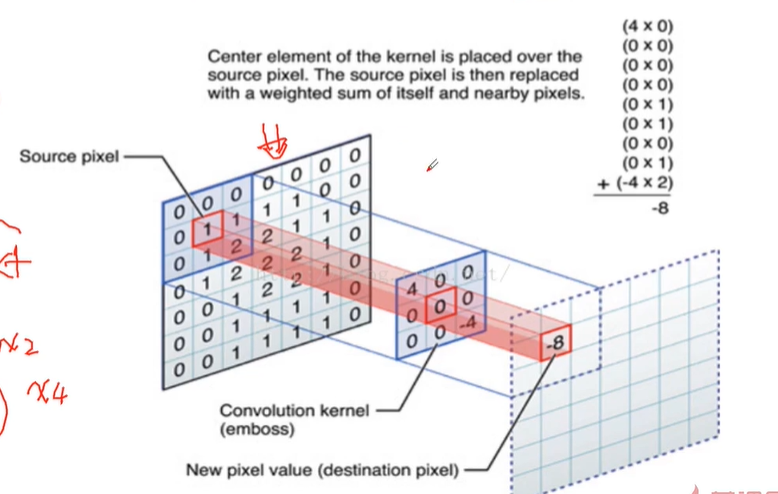 (4 x 0)
(0 x 0)
(0 x 0)
(0 x 0)
(0 x 1)
(0 x 1)
(0 x 0)
(0 x 1)
+ (-4 x 2)
-8
Center element of the kernel is placed over the
source pixel. The source pixel is then replaced
with a weighted sum of itself and nearby pixels.
Source pixel
0 0 0 0 0 0 0
0 1 1 1 1 0 0
0 1 2 2 1 1 0
0 1 2 2 2 1 0
0 0 1 2 2 1 0
0 0 1 1 1 1 0
0 0 1 1 1 1 0
4 0 0
0 0 0
0 0 -4
-8
x2
x4
Convolution kernel
(emboss)
New pixel value (destination pixel)